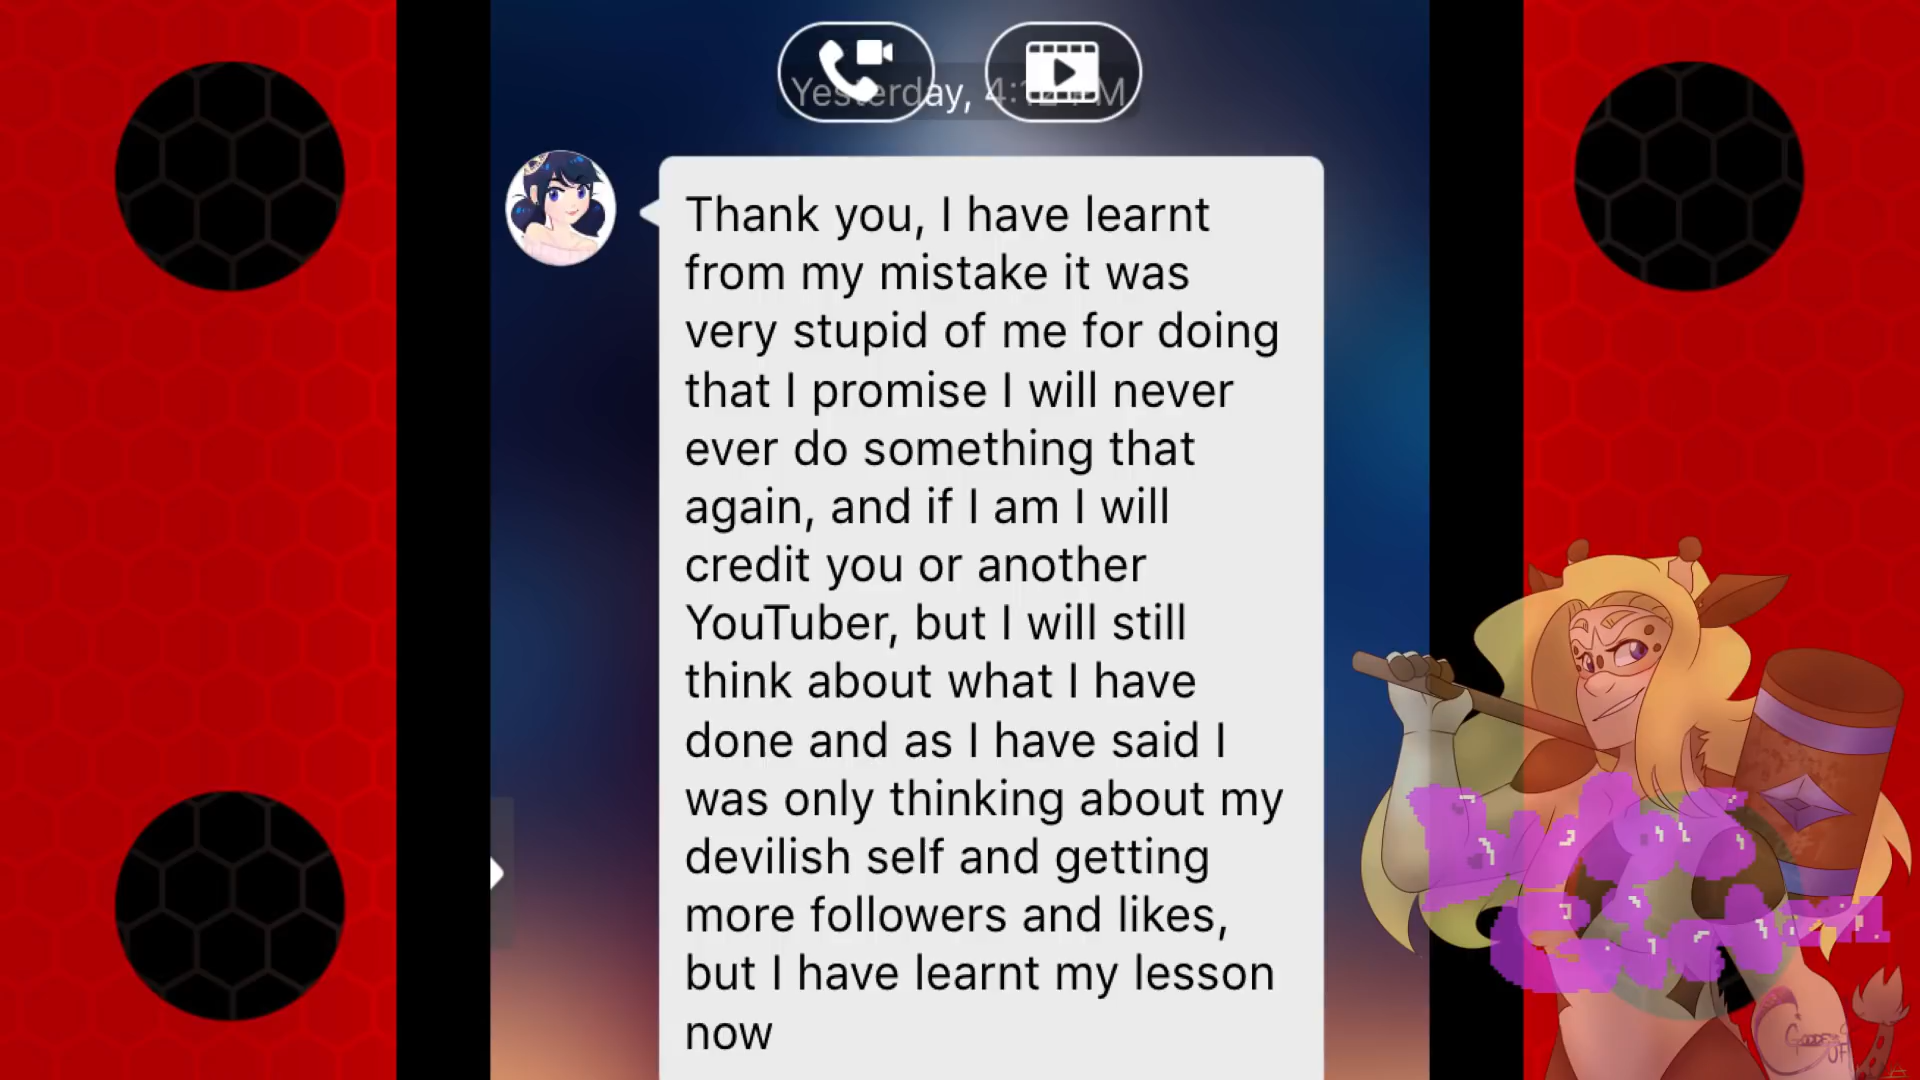 Yesterday, 4:12 PM
Thank you, I have learnt
from my mistake it was
very stupid of me for doing
that I promise I will never
ever do something that
again, and if I am I will
credit you or another
YouTuber, but I will still
think about what I have
done and as I have said I
was only thinking about my
devilish self and getting
more followers and likes,
but I have learnt my lesson
now